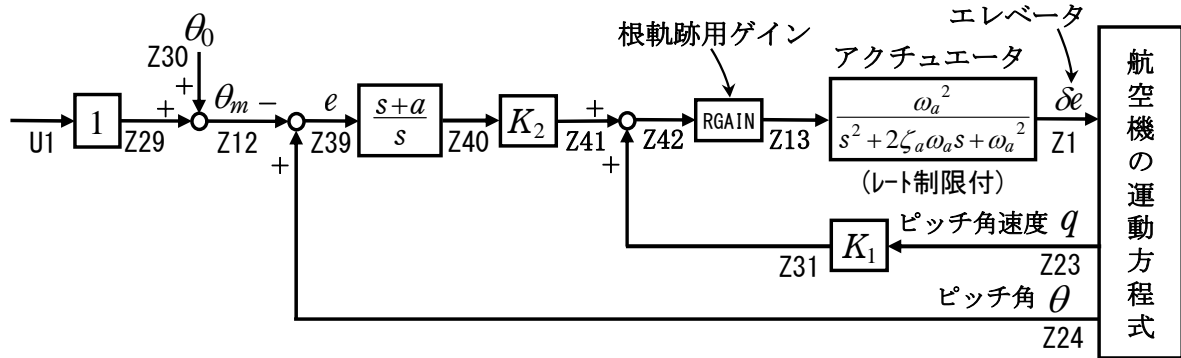 エレベータ
根軌跡用ゲイン
アクチュエータ
θ₀
Z30
+
U1
1
+
Z29
θₘ
−
Z12
e
Z39
+
s+a
s
Z40
K₂
+
Z41
Z42
+
RGAIN
Z13
ωₐ²
s²+2ζₐωₐs+ωₐ²
(レート制限付)
δe
Z1
航空機の運動方程式
ピッチ角速度 q
K₁
Z31
Z23
ピッチ角 θ
Z24